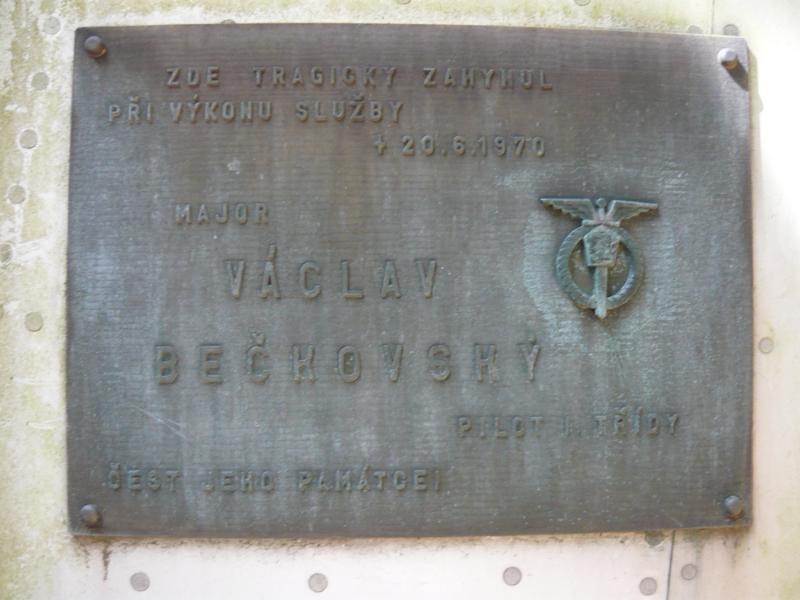 ZDE TRAGICKY ZAHYNUL
PŘI VÝKONU SLUŽBY
+ 20.6.1970
MAJOR
VÁCLAV
BEČKOVSKÝ
PILOT I. TŘÍDY
ČEST JEHO PAMÁTCE!